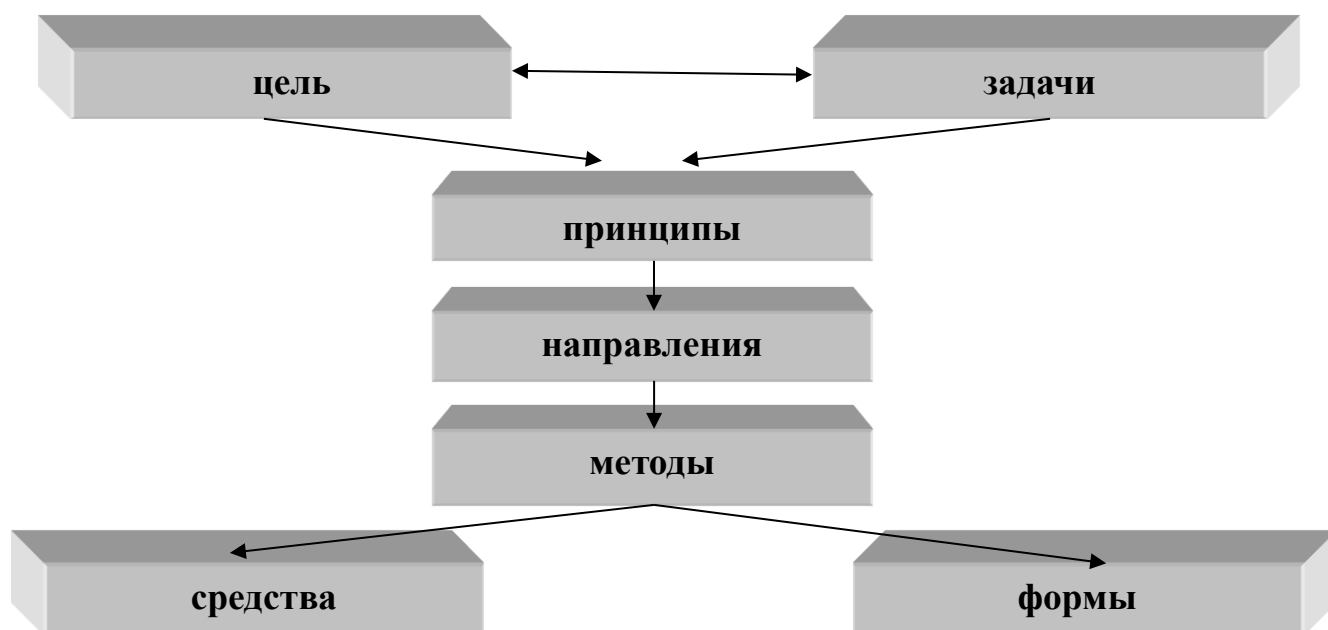 цель
задачи
принципы
направления
методы
средства
формы